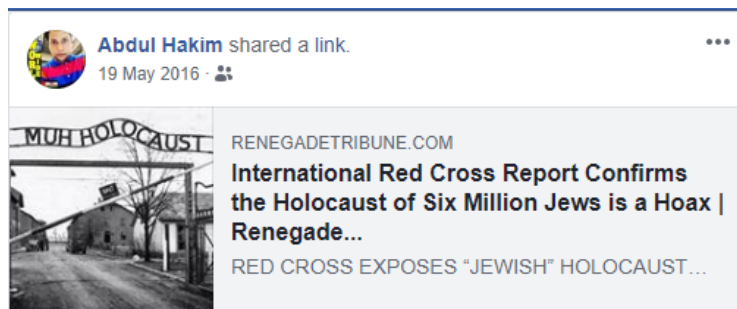 Abdul Hakim shared a link.
19 May 2016 ·
MUH HOLOCAUST
RENEGADETRIBUNE.COM
International Red Cross Report Confirms
the Holocaust of Six Million Jews is a Hoax |
Renegade...
RED CROSS EXPOSES “JEWISH” HOLOCAUST…